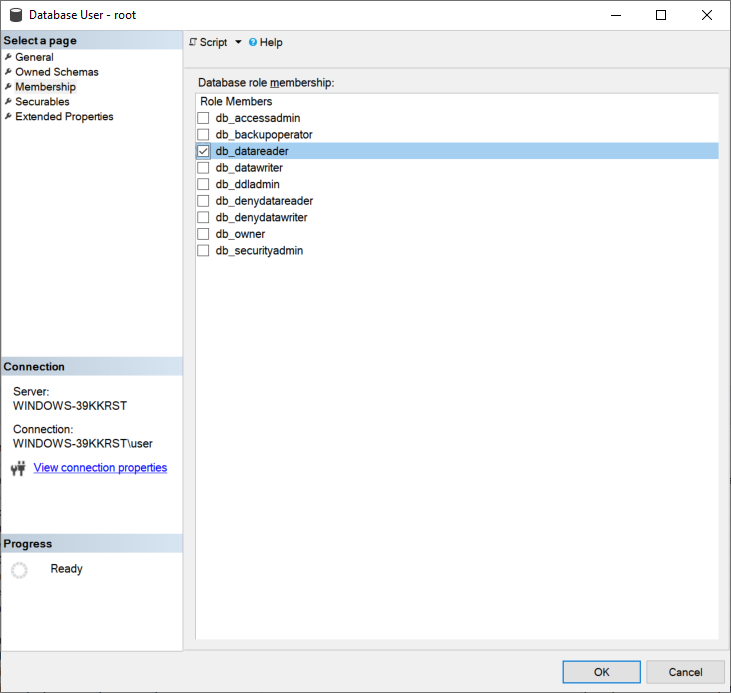 Database User - root
Select a page
General
Owned Schemas
Membership
Securables
Extended Properties
Script
Help
Database role membership:
Role Members
db_accessadmin
db_backupoperator
db_datareader
db_datawriter
db_ddladmin
db_denydatareader
db_denydatawriter
db_owner
db_securityadmin
Connection
Server:
WINDOWS-39KKRST
Connection:
WINDOWS-39KKRST\user
View connection properties
Progress
Ready
OK
Cancel